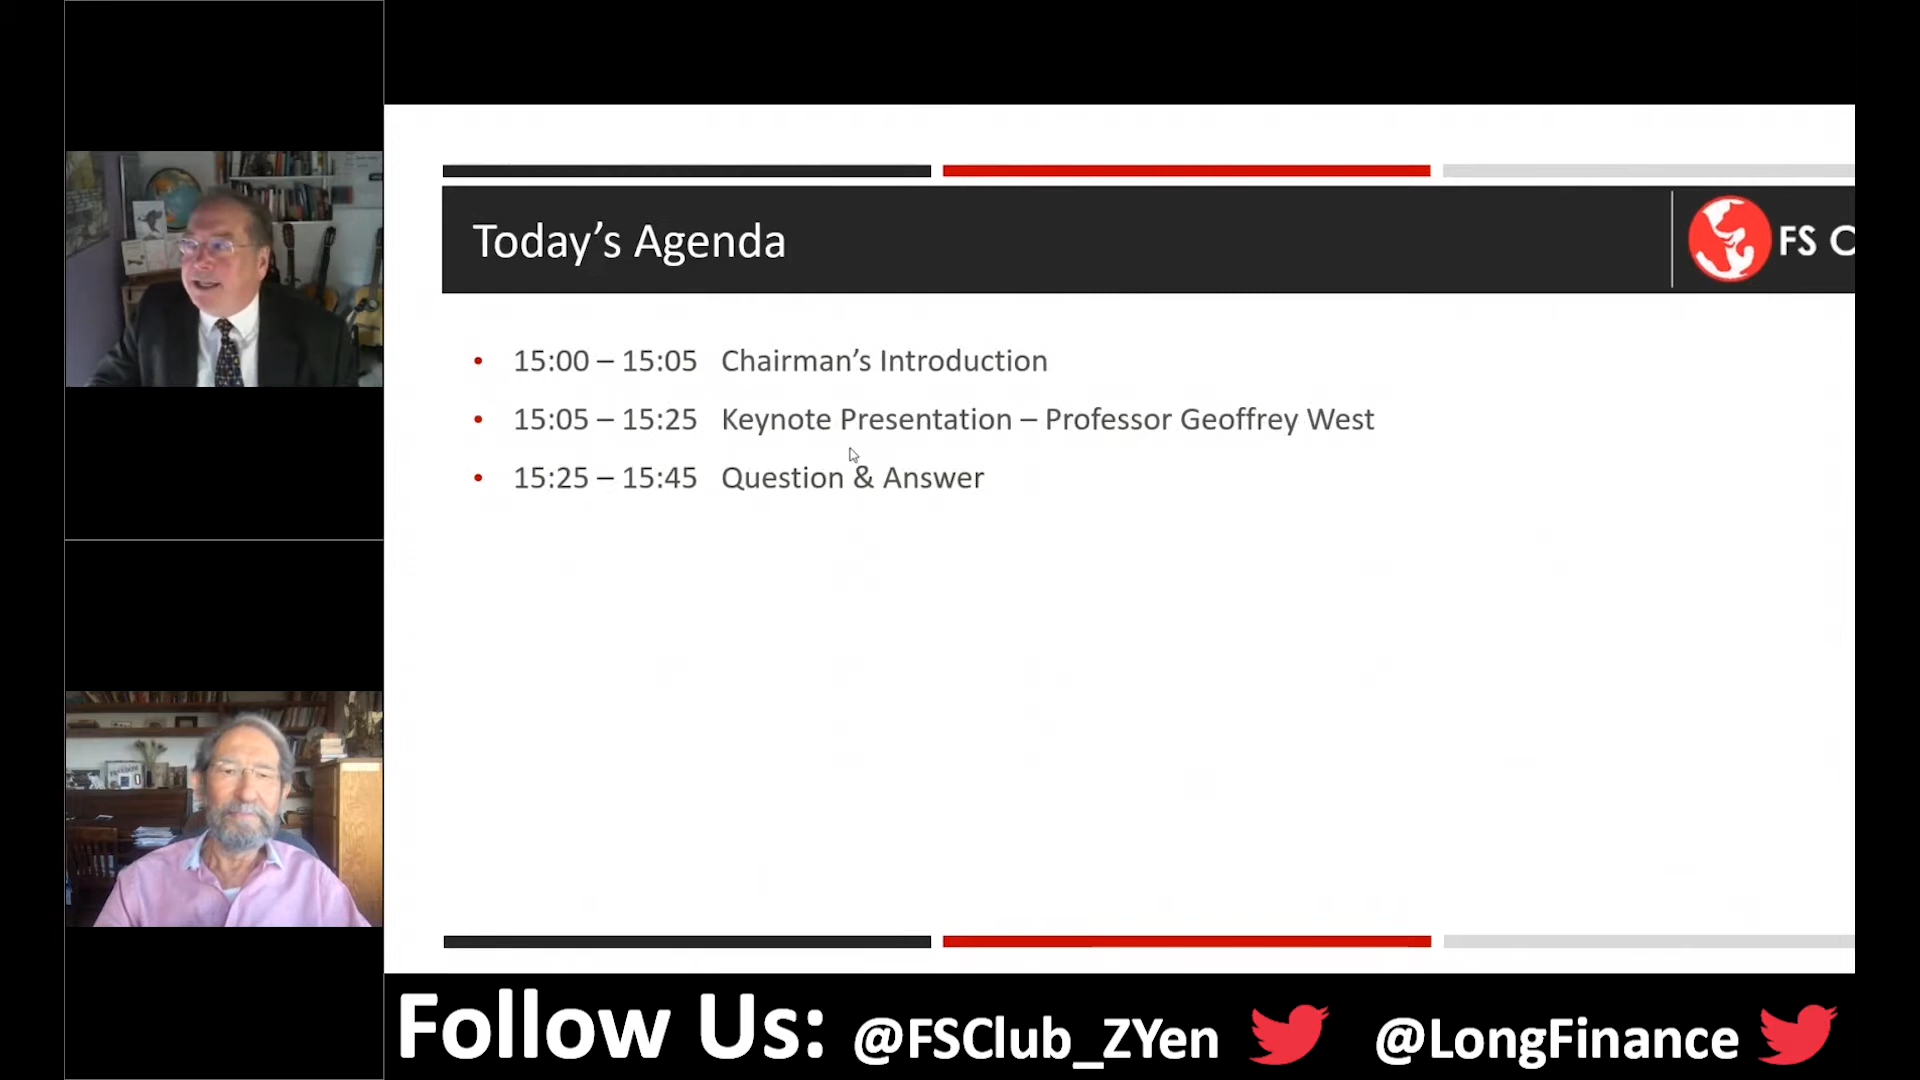 Today's Agenda
FS C
• 15:00 – 15:05 Chairman's Introduction
• 15:05 – 15:25 Keynote Presentation – Professor Geoffrey West
• 15:25 – 15:45 Question & Answer
Follow Us: @FSClub_ZYen @LongFinance